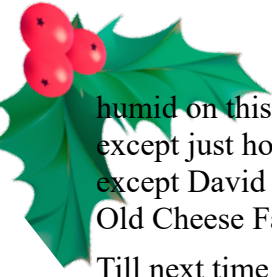 humid on this
except just ho
except David
Old Cheese Fa
Till next time